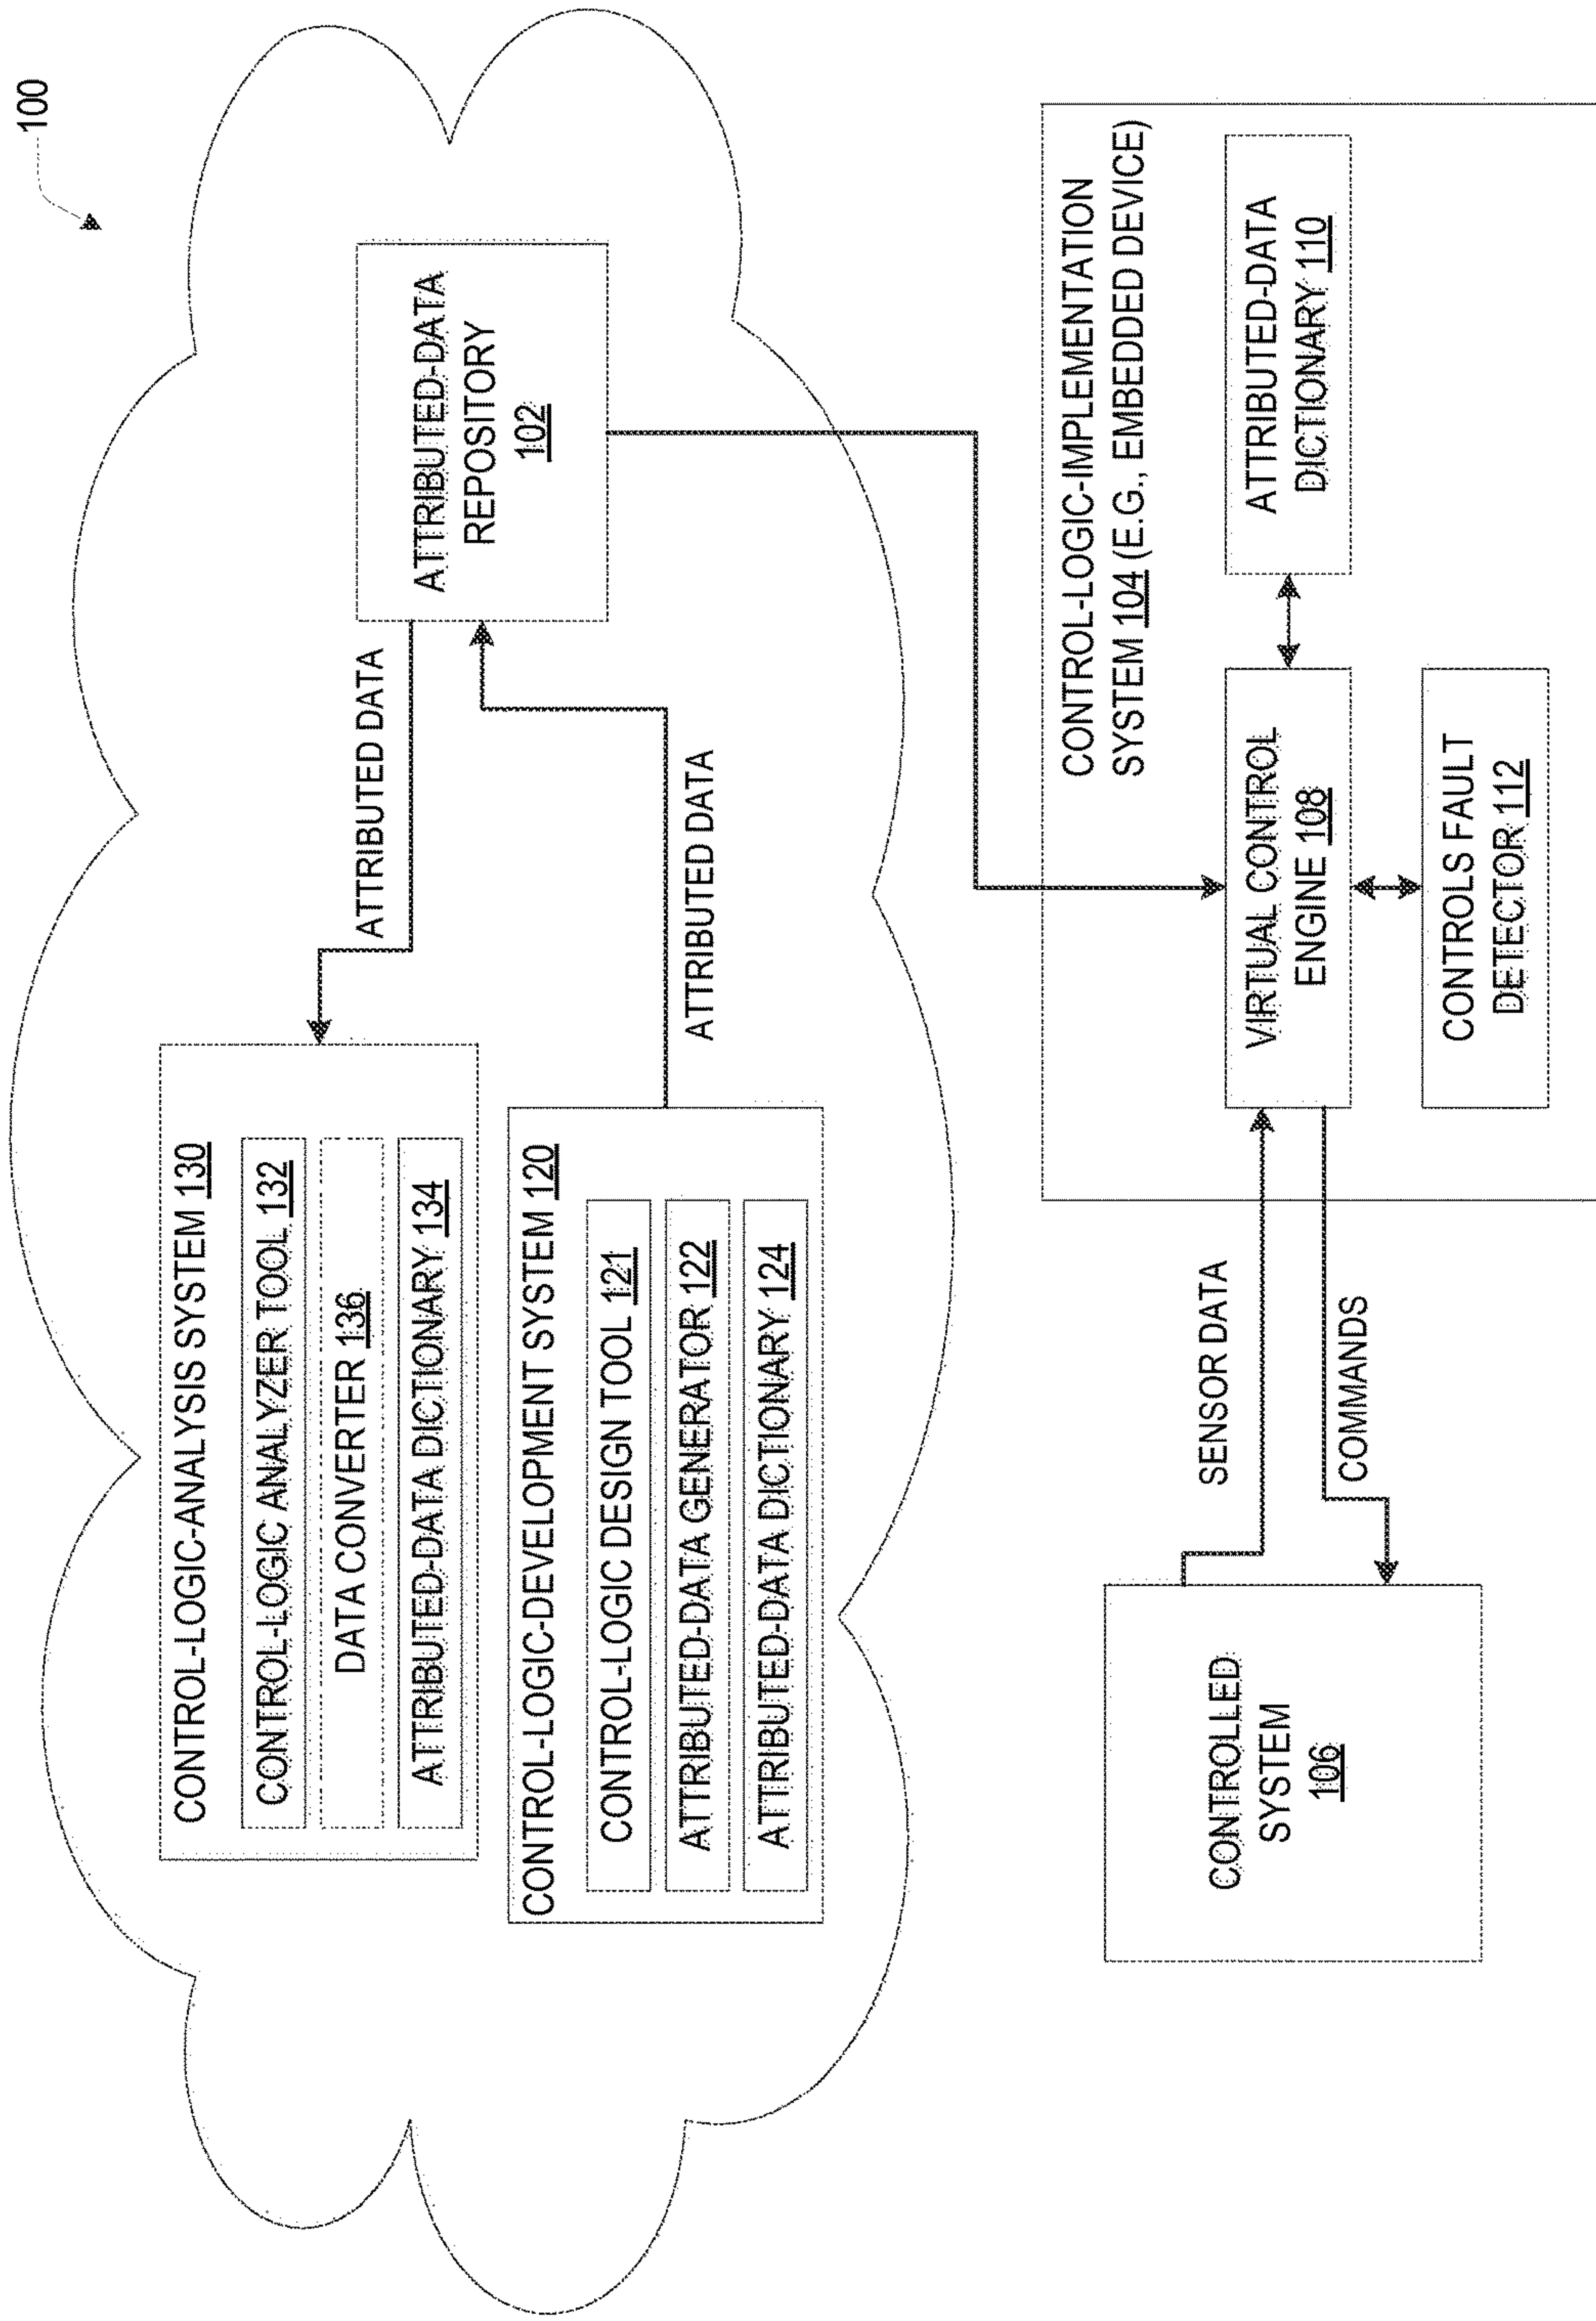 100
CONTROL-LOGIC-ANALYSIS SYSTEM 130
CONTROL-LOGIC ANALYZER TOOL 132
DATA CONVERTER 136
ATTRIBUTED-DATA DICTIONARY 134
ATTRIBUTED DATA
ATTRIBUTED-DATA
REPOSITORY
102
CONTROL-LOGIC-DEVELOPMENT SYSTEM 120
CONTROL-LOGIC DESIGN TOOL 121
ATTRIBUTED-DATA GENERATOR 122
ATTRIBUTED-DATA DICTIONARY 124
ATTRIBUTED DATA
CONTROL-LOGIC-IMPLEMENTATION
SYSTEM 104 (E.G., EMBEDDED DEVICE)
CONTROLLED
SYSTEM
106
SENSOR DATA
COMMANDS
VIRTUAL CONTROL
ENGINE 108
ATTRIBUTED-DATA
DICTIONARY 110
CONTROLS FAULT
DETECTOR 112